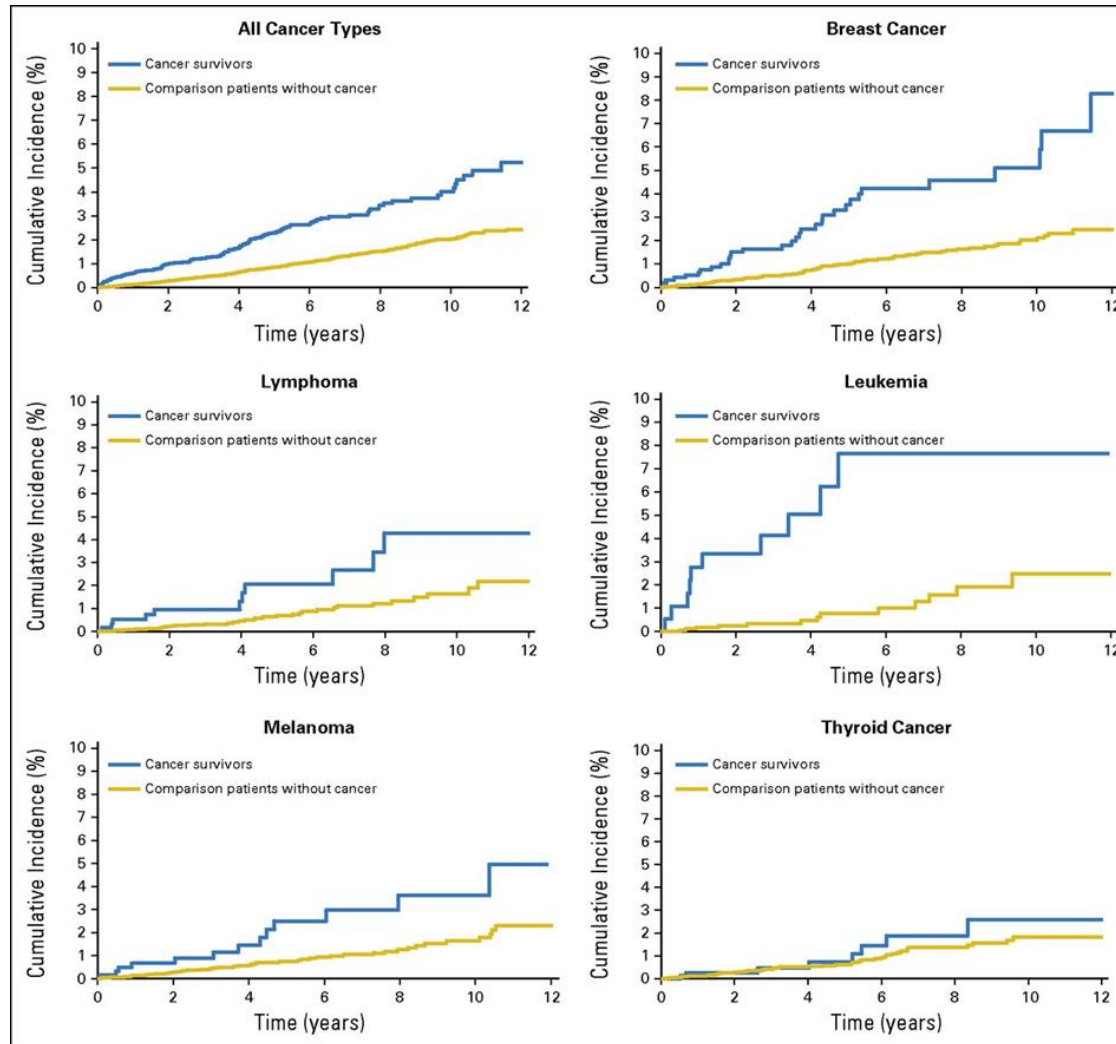 All Cancer Types
Cumulative Incidence (%)
10
9
8
7
6
5
4
3
2
1
0
Cancer survivors
Comparison patients without cancer
0 2 4 6 8 10 12
Time (years)
Breast Cancer
Cumulative Incidence (%)
10
9
8
7
6
5
4
3
2
1
0
Cancer survivors
Comparison patients without cancer
0 2 4 6 8 10 12
Time (years)
Lymphoma
Cumulative Incidence (%)
10
9
8
7
6
5
4
3
2
1
0
Cancer survivors
Comparison patients without cancer
0 2 4 6 8 10 12
Time (years)
Leukemia
Cumulative Incidence (%)
10
9
8
7
6
5
4
3
2
1
0
Cancer survivors
Comparison patients without cancer
0 2 4 6 8 10 12
Time (years)
Melanoma
Cumulative Incidence (%)
10
9
8
7
6
5
4
3
2
1
0
Cancer survivors
Comparison patients without cancer
0 2 4 6 8 10 12
Time (years)
Thyroid Cancer
Cumulative Incidence (%)
10
9
8
7
6
5
4
3
2
1
0
Cancer survivors
Comparison patients without cancer
0 2 4 6 8 10 12
Time (years)